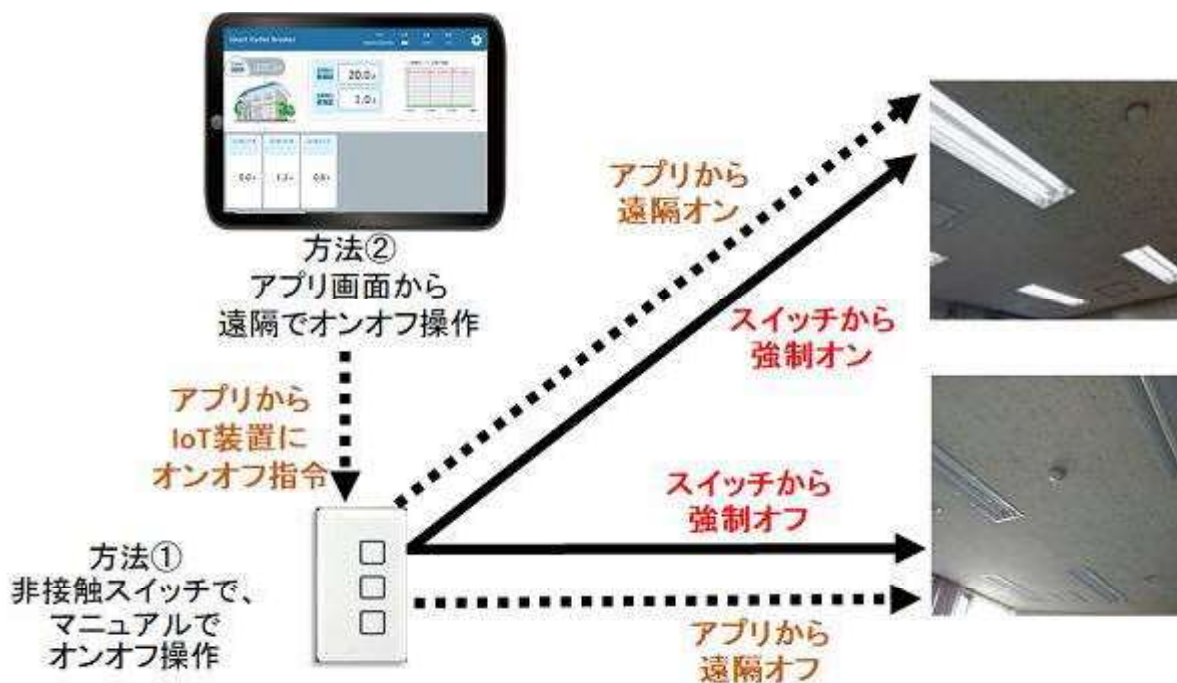 20.0
方法②
アプリ画面から
遠隔でオンオフ操作
アプリから
遠隔オン
スイッチから
強制オン
アプリから
IoT装置に
オンオフ指令
スイッチから
強制オフ
方法①
非接触スイッチで、
マニュアルで
オンオフ操作
アプリから
遠隔オフ